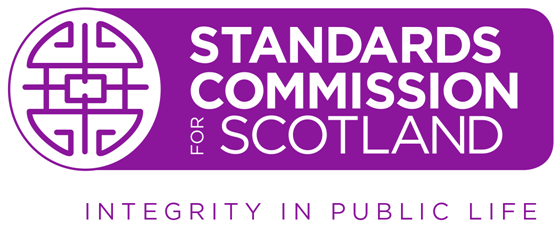 STANDARDS
COMMISSION
FOR SCOTLAND
INTEGRITY IN PUBLIC LIFE